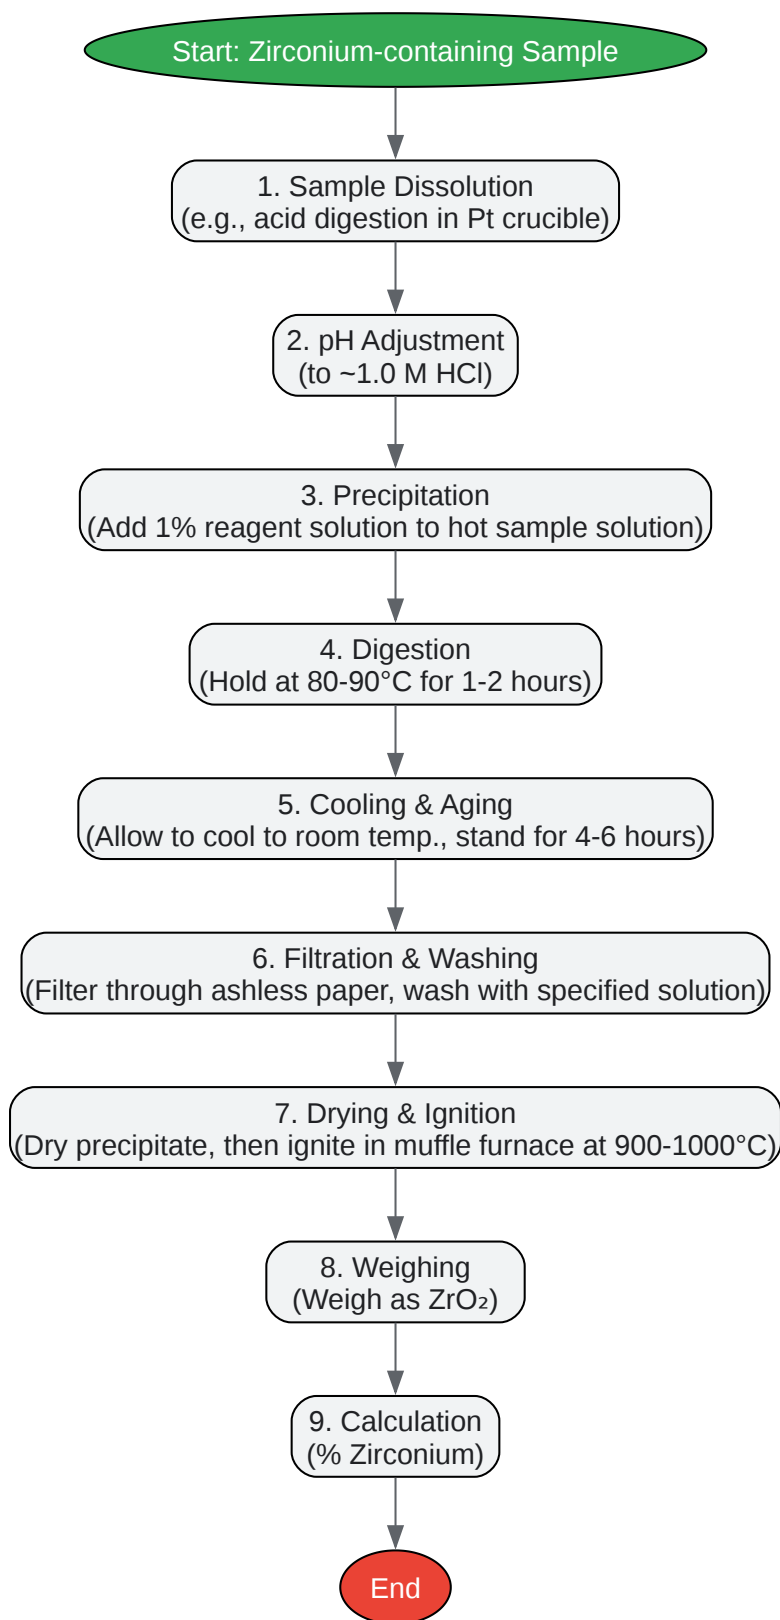 Start: Zirconium-containing Sample
1. Sample Dissolution
(e.g., acid digestion in Pt crucible)
2. pH Adjustment
(to ~1.0 M HCl)
3. Precipitation
(Add 1% reagent solution to hot sample solution)
4. Digestion
(Hold at 80-90°C for 1-2 hours)
5. Cooling & Aging
(Allow to cool to room temp., stand for 4-6 hours)
6. Filtration & Washing
(Filter through ashless paper, wash with specified solution)
7. Drying & Ignition
(Dry precipitate, then ignite in muffle furnace at 900-1000°C)
8. Weighing
(Weigh as ZrO₂)
9. Calculation
(% Zirconium)
End